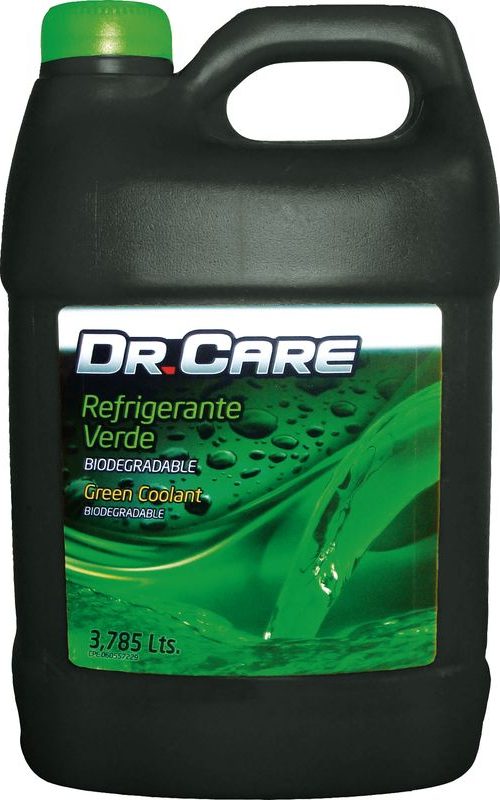 DR. CARE
Refrigerante
Verde
BIODEGRADABLE
Green Coolant
BIODEGRADABLE
3,785 Lts.